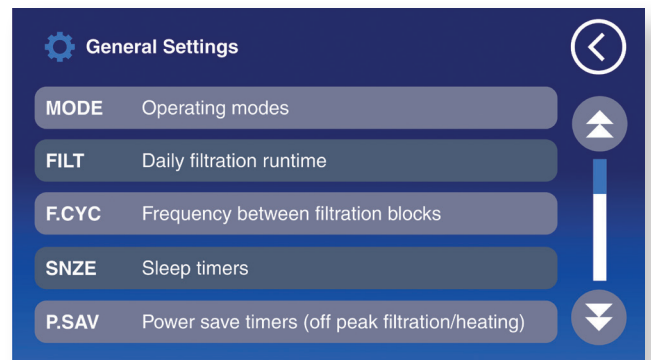 General Settings
MODE Operating modes
FILT Daily filtration runtime
F.CYC Frequency between filtration blocks
SNZE Sleep timers
P.SAV Power save timers (off peak filtration/heating)